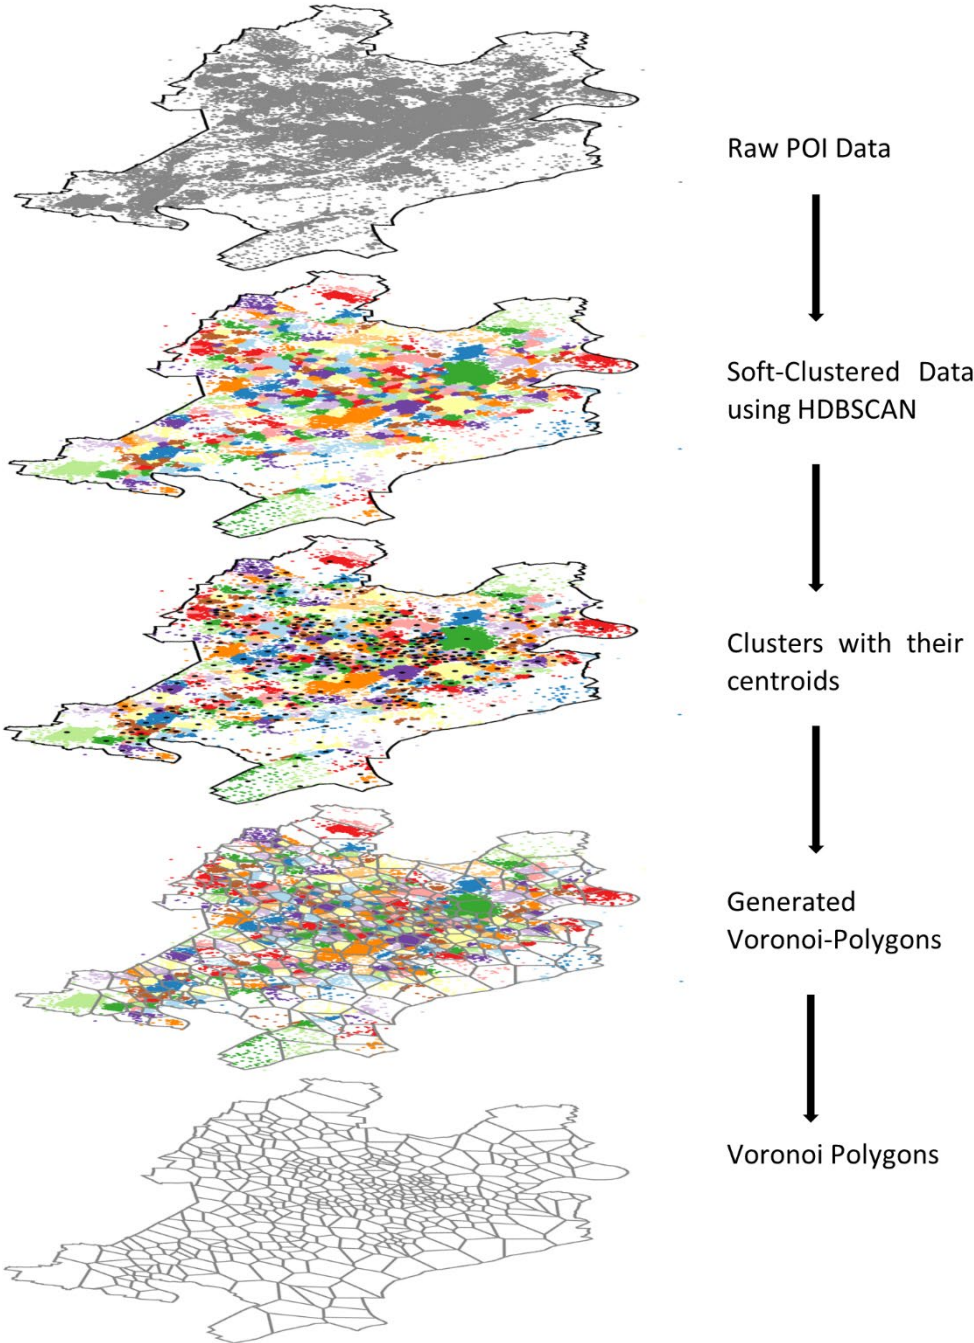 Raw POI Data
Soft-Clustered Data
using HDBSCAN
Clusters with their
centroids
Generated
Voronoi-Polygons
Voronoi Polygons